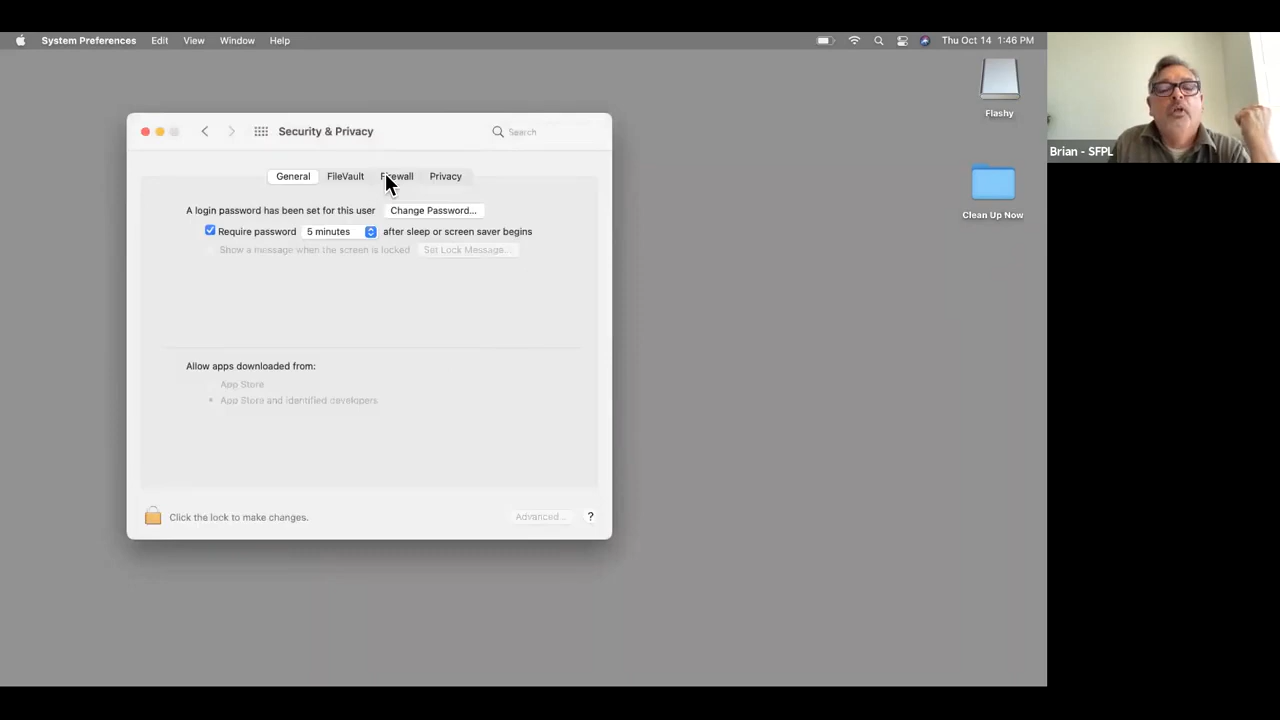 System Preferences Edit View Window Help Thu Oct 14 1:46 PM
Flashy
Brian - SFPL
Clean Up Now
Security & Privacy Search
General FileVault Firewall Privacy
A login password has been set for this user Change Password...
Require password 5 minutes after sleep or screen saver begins
Show a message when the screen is locked Set Lock Message...
Allow apps downloaded from:
App Store
App Store and identified developers
Click the lock to make changes. Advanced... ?